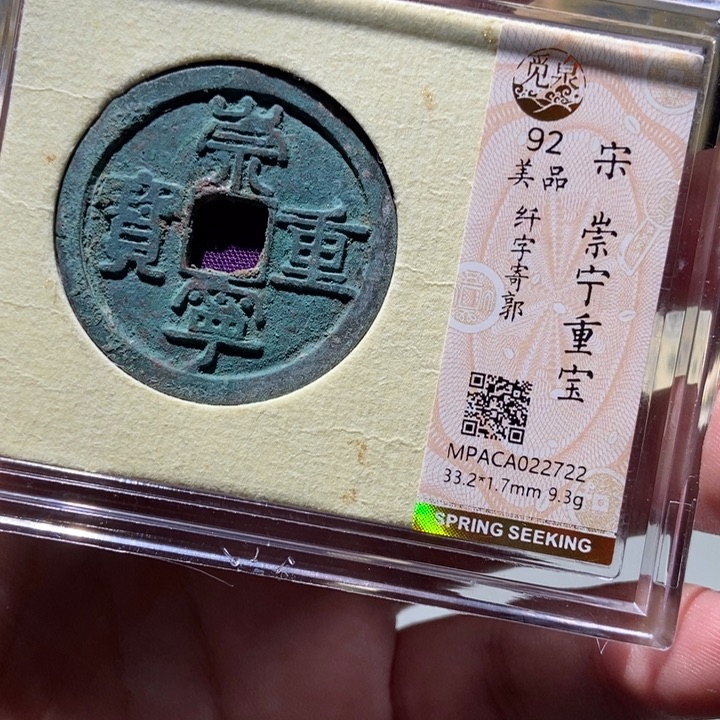 崇
重
寧
寶
觅泉
92
美品
纤字寄郭
宋
崇宁重宝
MPACA022722
33.2*1.7mm 9.3g
SPRING SEEKING